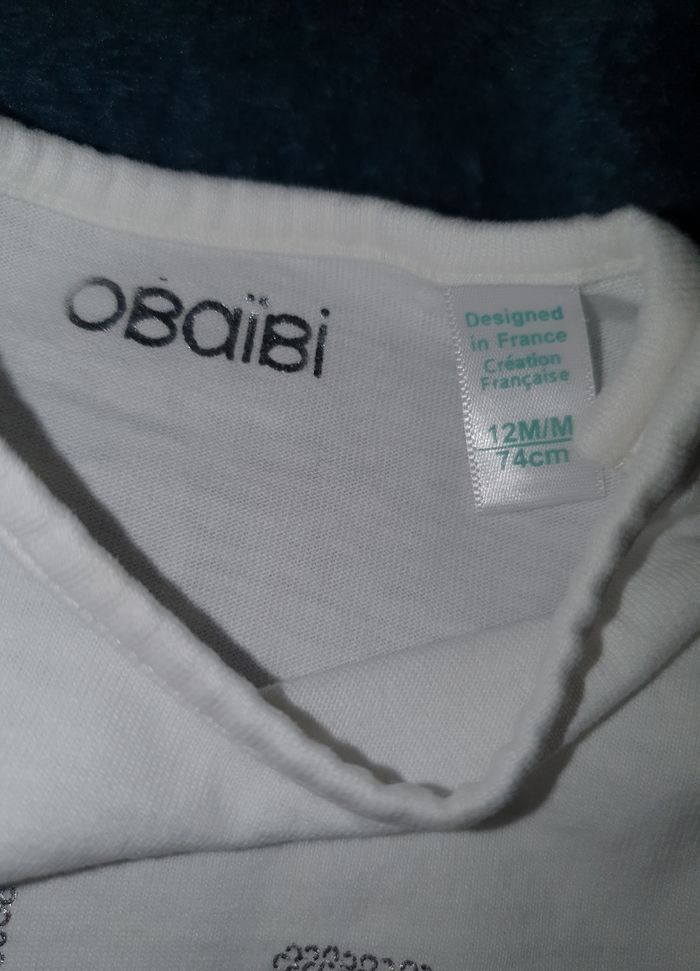 OBaïBi
Designed
in France
Création
Française
12M/M
74cm